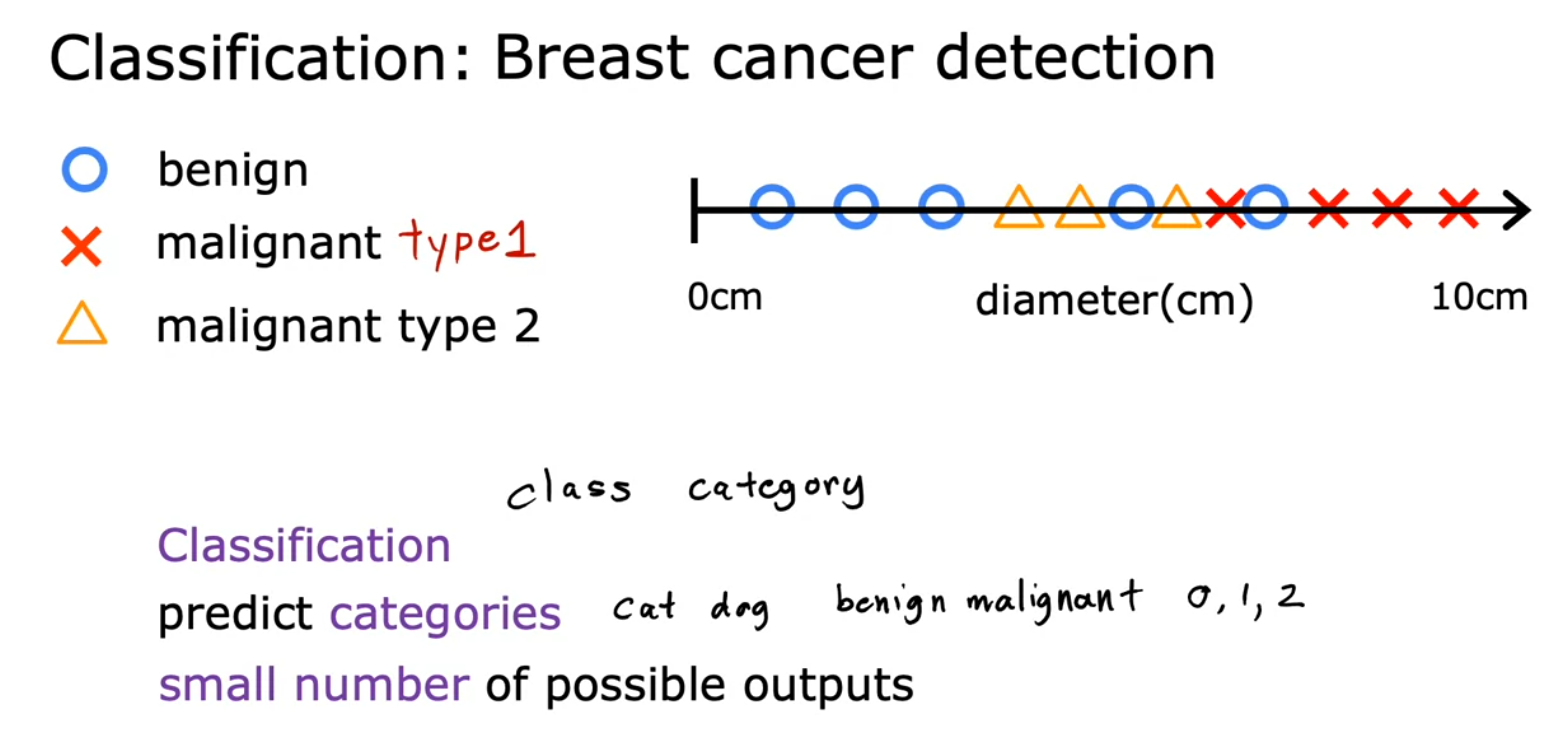 Classification: Breast cancer detection
benign
malignant type1
malignant type 2
0cm diameter(cm) 10cm
class category
Classification
predict categories cat dog benign malignant 0, 1, 2
small number of possible outputs